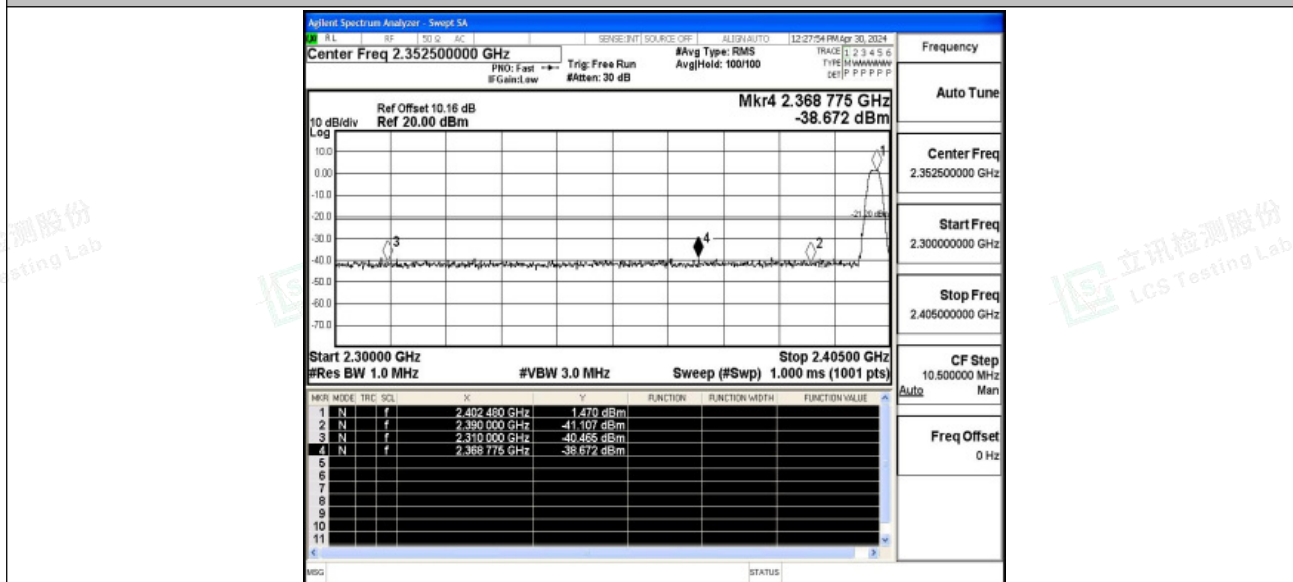 Agilent Spectrum Analyzer - Swept SA
RL RF 50 Ω AC SENSE:INT SOURCE OFF ALIGNAUTO 12:27:54 PM Apr 30, 2024
Center Freq 2.352500000 GHz
PNO: Fast
IFGain:Low
Trig: Free Run
#Atten: 30 dB
#Avg Type: RMS
Avg|Hold: 100/100
TRACE 1 2 3 4 5 6
TYPE M W W W W W
DET P P P P P P
Frequency
Auto Tune
Ref Offset 10.16 dB
10 dB/div Ref 20.00 dBm
Log
Mkr4 2.368 775 GHz
-38.672 dBm
10.0
0.00
-10.0
-20.0
-30.0
-40.0
-50.0
-60.0
-70.0
1
-21.20 dBm
3
4
2
Start 2.30000 GHz Stop 2.40500 GHz
#Res BW 1.0 MHz #VBW 3.0 MHz Sweep (#Swp) 1.000 ms (1001 pts)
Center Freq
2.352500000 GHz
Start Freq
2.300000000 GHz
Stop Freq
2.405000000 GHz
CF Step
10.500000 MHz
Auto Man
Freq Offset
0 Hz
MKR MODE TRC SCL X Y FUNCTION FUNCTION WIDTH FUNCTION VALUE
1 N f 2.402 480 GHz 1.470 dBm
2 N f 2.390 000 GHz -41.107 dBm
3 N f 2.310 000 GHz -40.465 dBm
4 N f 2.368 775 GHz -38.672 dBm
5
6
7
8
9
10
11
MSG STATUS
测股份
esting Lab
立讯检测股份
LCS Testing Lab